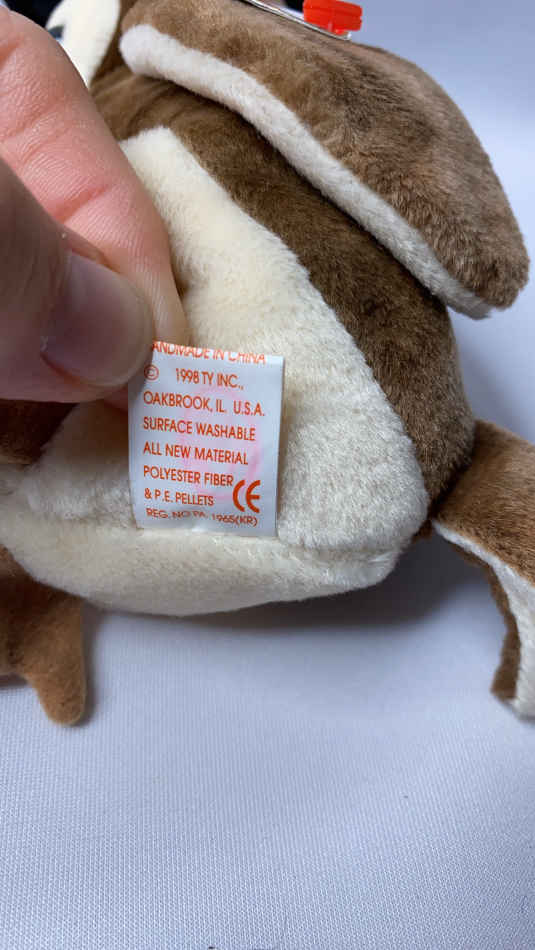 HANDMADE IN CHINA
© 1998 TY INC.,
OAKBROOK, IL. U.S.A.
SURFACE WASHABLE
ALL NEW MATERIAL
POLYESTER FIBER
& P.E. PELLETS CE
REG. NO PA. 1965(KR)